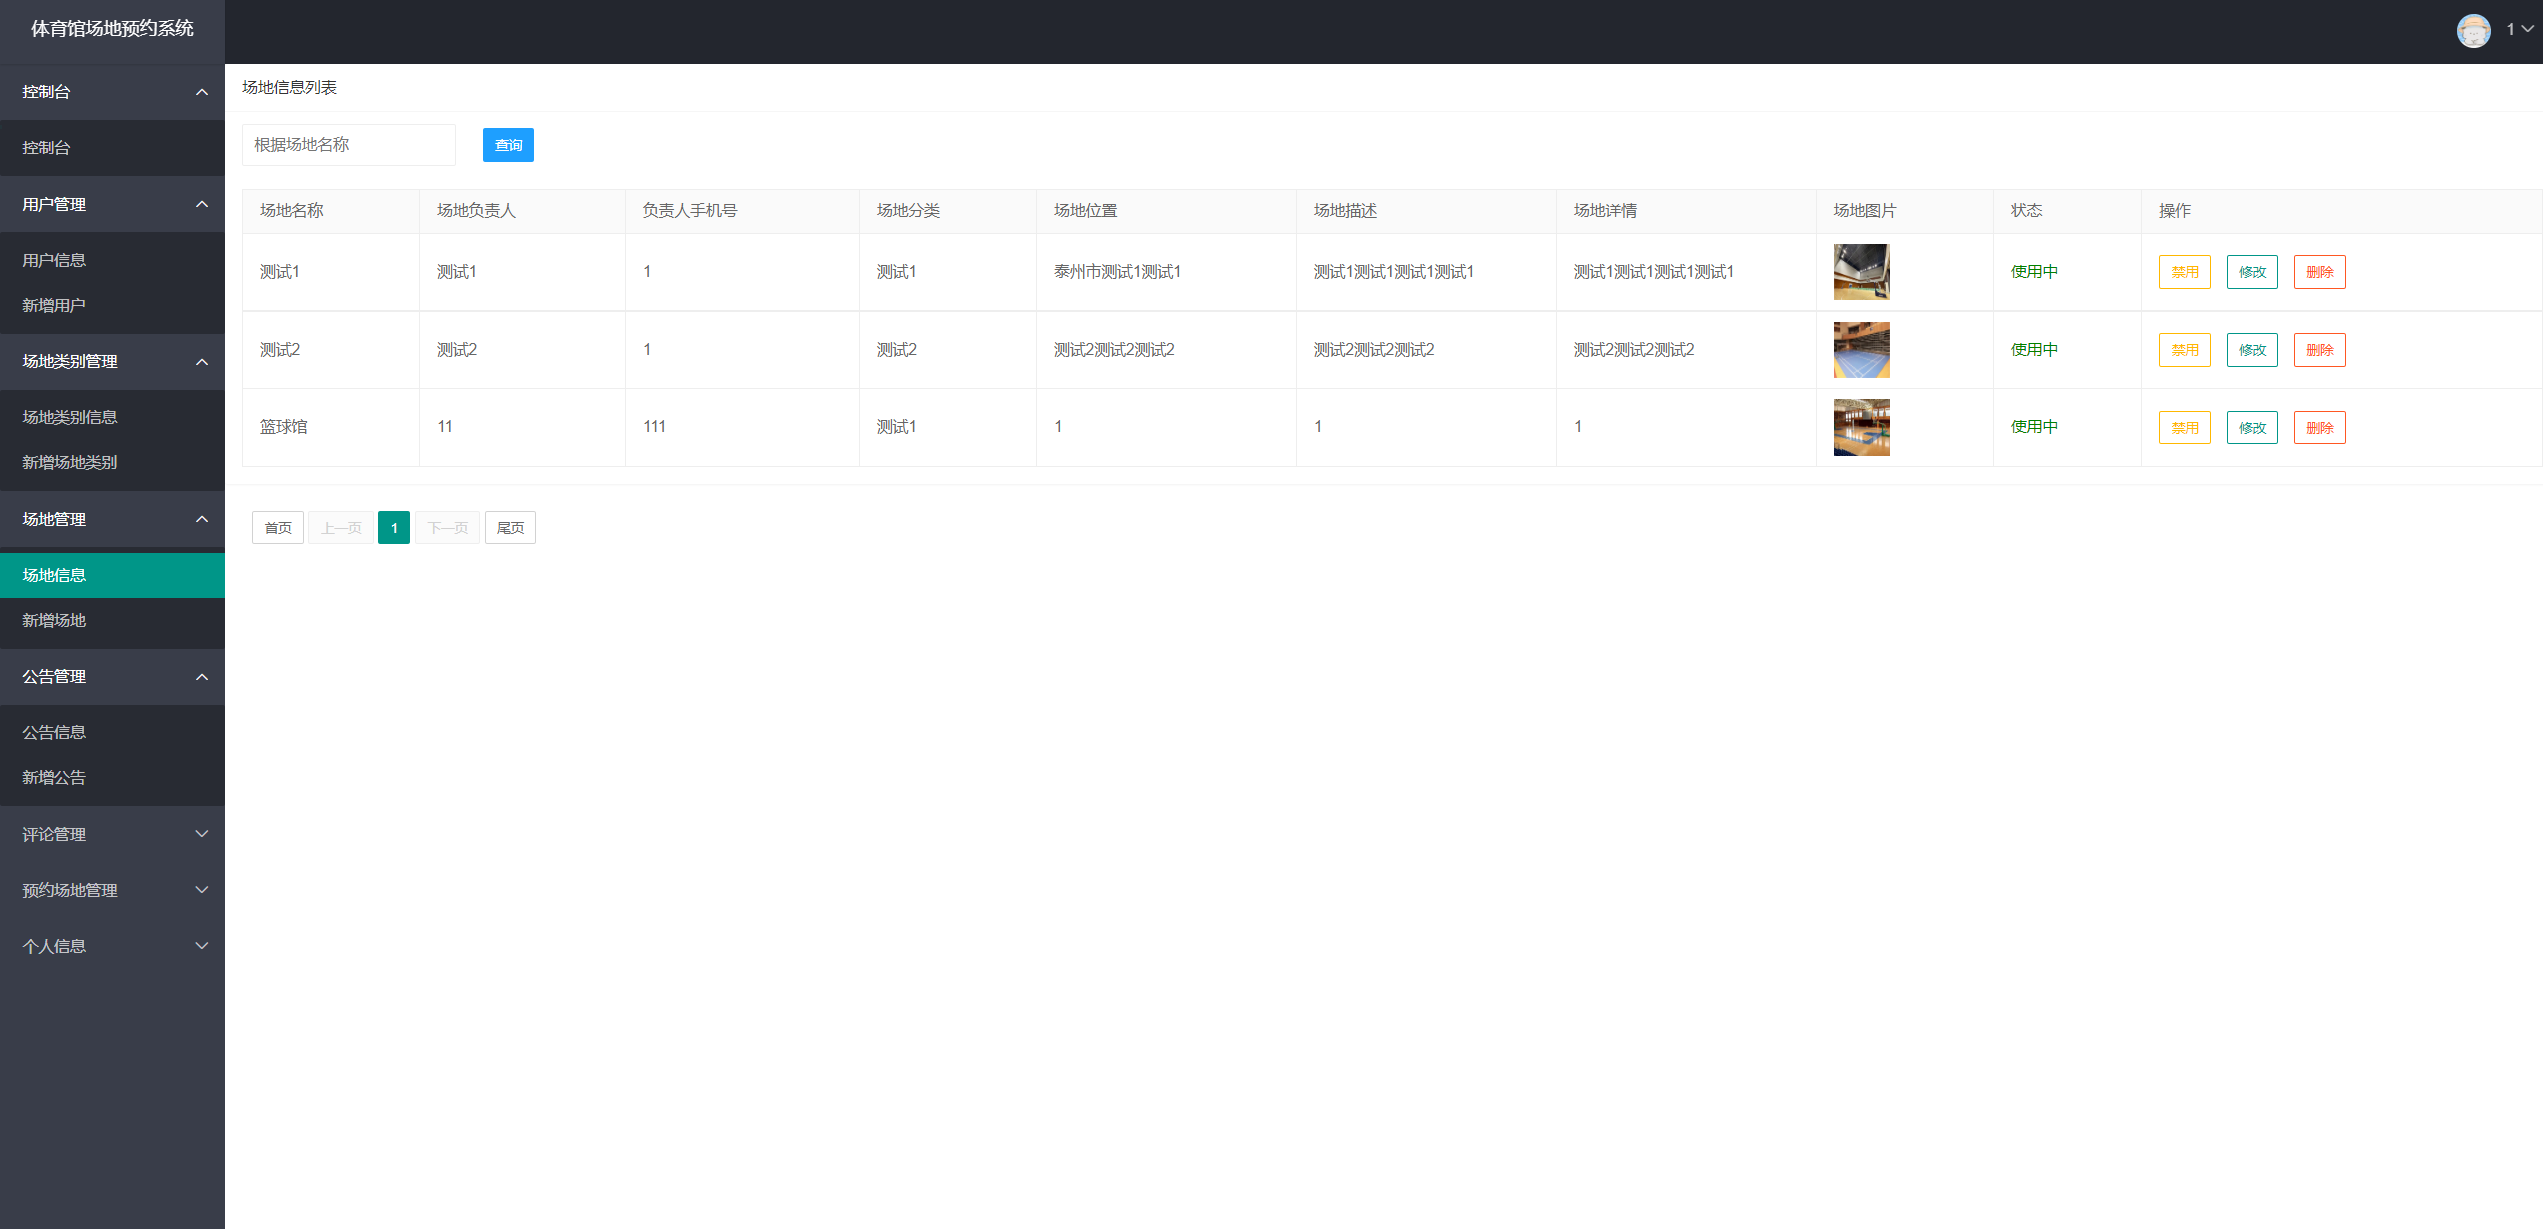 体育馆场地预约系统
1
控制台
控制台
用户管理
用户信息
新增用户
场地类别管理
场地类别信息
新增场地类别
场地管理
场地信息
新增场地
公告管理
公告信息
新增公告
评论管理
预约场地管理
个人信息
场地信息列表
根据场地名称 查询
场地名称 场地负责人 负责人手机号 场地分类 场地位置 场地描述 场地详情 场地图片 状态 操作
测试1 测试1 1 测试1 泰州市测试1测试1 测试1测试1测试1测试1 测试1测试1测试1测试1 使用中 禁用 修改 删除
测试2 测试2 1 测试2 测试2测试2测试2 测试2测试2测试2 测试2测试2测试2 使用中 禁用 修改 删除
篮球馆 11 111 测试1 1 1 1 使用中 禁用 修改 删除
首页 上一页 1 下一页 尾页